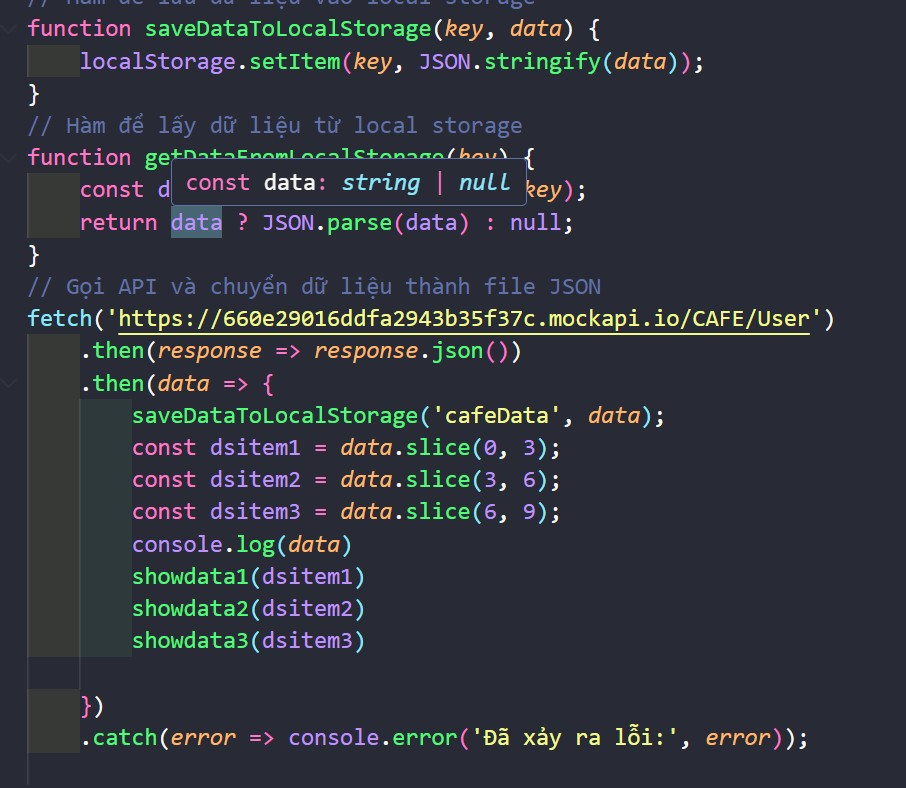 // Hàm để lưu dữ liệu vào local storage
function saveDataToLocalStorage(key, data) {
localStorage.setItem(key, JSON.stringify(data));
}
// Hàm để lấy dữ liệu từ local storage
function getDataFromLocalStorage(key) {
const d
const data: string | null
key);
return data ? JSON.parse(data) : null;
}
// Gọi API và chuyển dữ liệu thành file JSON
fetch('https://660e29016ddfa2943b35f37c.mockapi.io/CAFE/User')
.then(response => response.json())
.then(data => {
saveDataToLocalStorage('cafeData', data);
const dsitem1 = data.slice(0, 3);
const dsitem2 = data.slice(3, 6);
const dsitem3 = data.slice(6, 9);
console.log(data)
showdata1(dsitem1)
showdata2(dsitem2)
showdata3(dsitem3)
})
.catch(error => console.error('Đã xảy ra lỗi:', error));